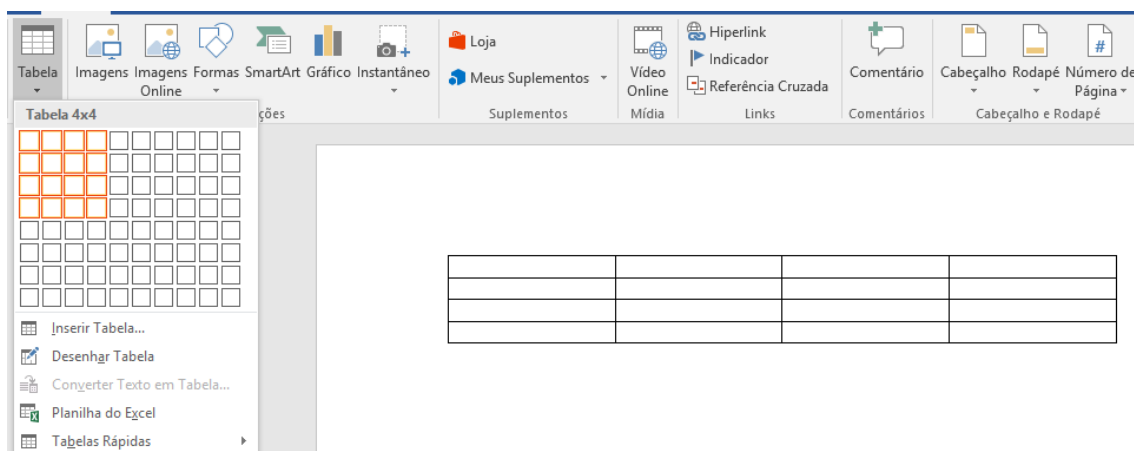 Tabela
Imagens
Imagens Online
Formas
SmartArt
Gráfico
Instantâneo
Loja
Meus Suplementos
Suplementos
Vídeo Online
Mídia
Hiperlink
Indicador
Referência Cruzada
Links
Comentário
Comentários
Cabeçalho
Rodapé
Número de Página
#
Cabeçalho e Rodapé
ções
Tabela 4x4
Inserir Tabela...
Desenhar Tabela
Converter Texto em Tabela...
Planilha do Excel
Tabelas Rápidas